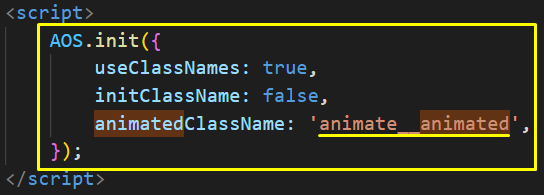 <script>
AOS.init({
useClassNames: true,
initClassName: false,
animatedClassName: 'animate__animated',
});
</script>